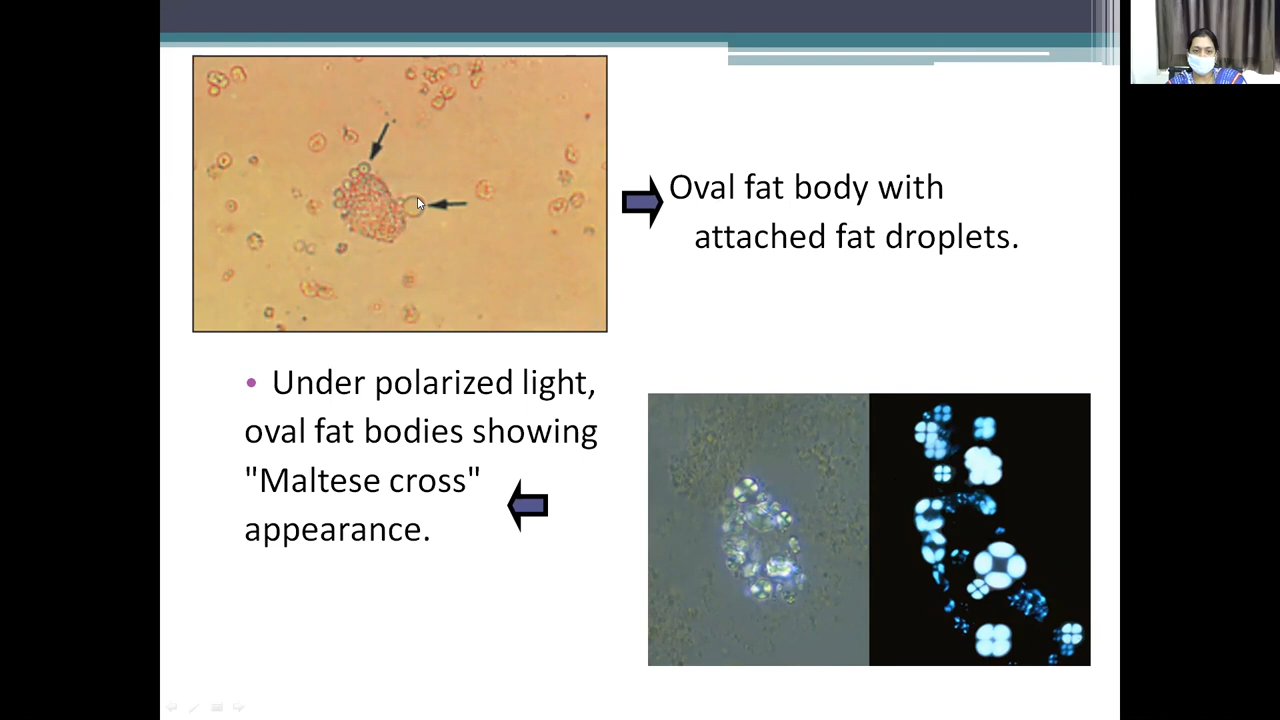 Oval fat body with
attached fat droplets.
• Under polarized light,
oval fat bodies showing
"Maltese cross"
appearance.